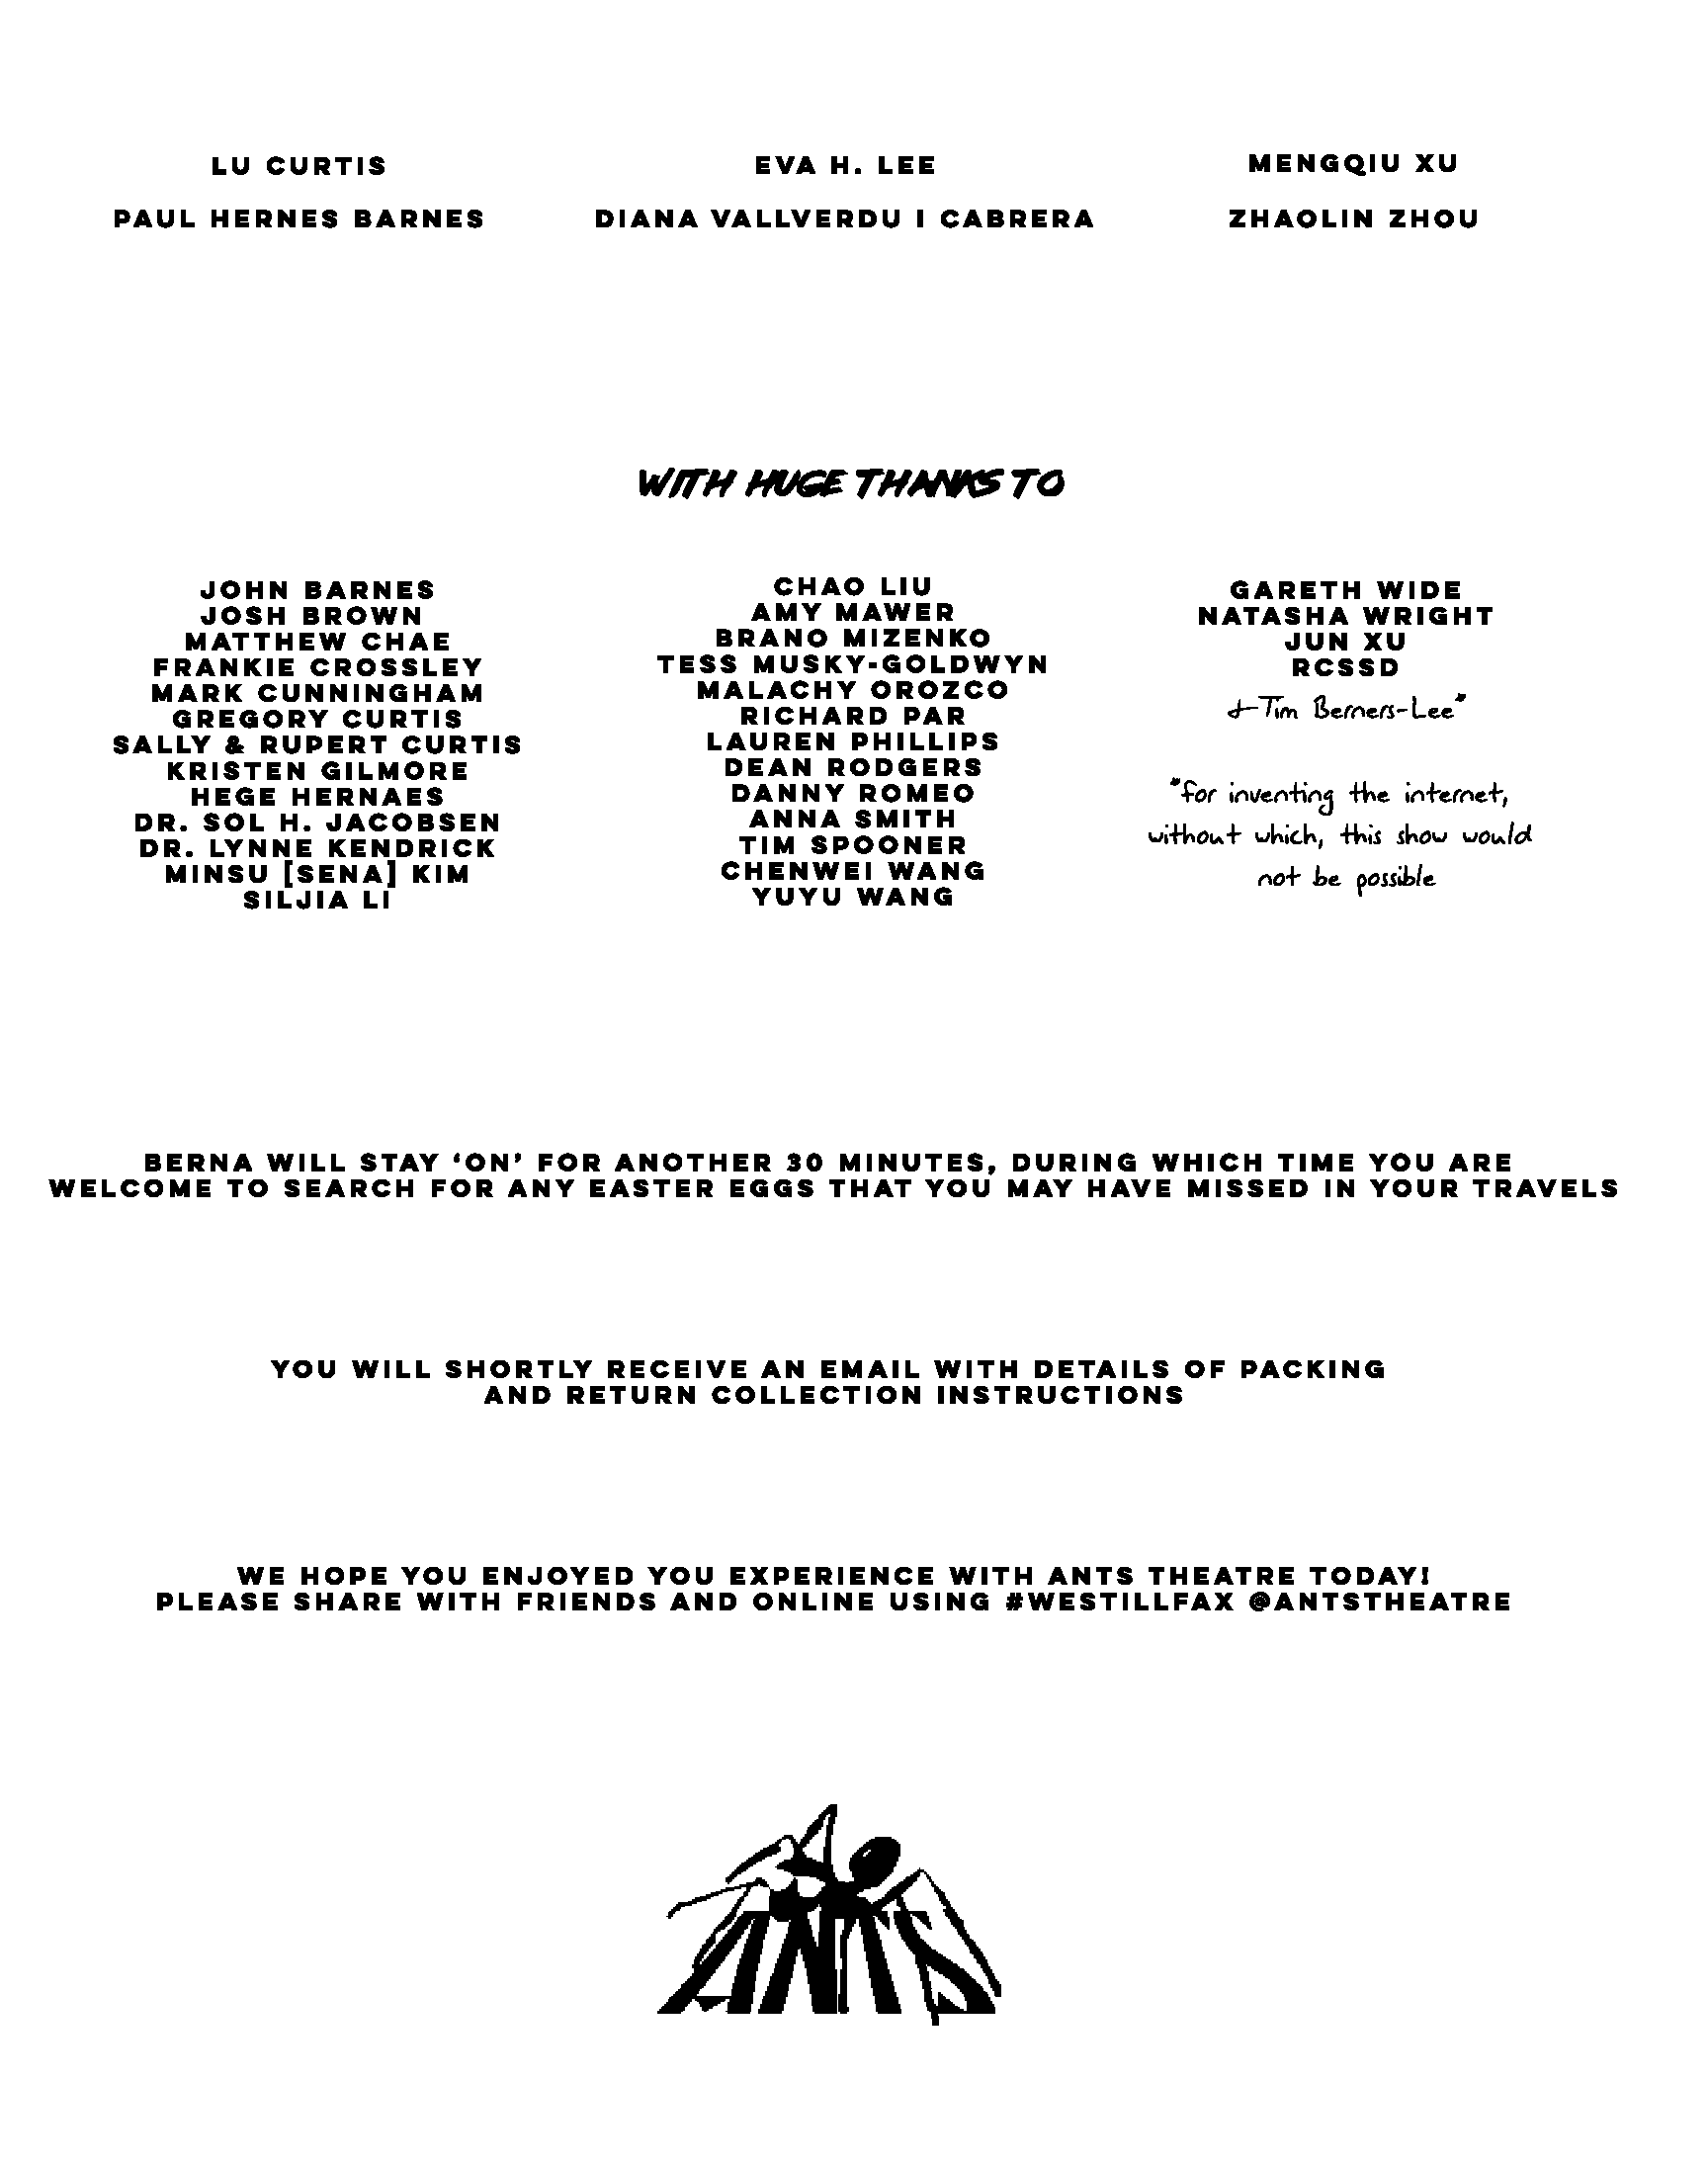 LU CURTIS
EVA H. LEE
MENGQIU XU
PAUL HERNES BARNES
DIANA VALLVERDU I CABRERA
ZHAOLIN ZHOU
WITH HUGE THANKS TO
JOHN BARNES
JOSH BROWN
MATTHEW CHAE
FRANKIE CROSSLEY
MARK CUNNINGHAM
GREGORY CURTIS
SALLY & RUPERT CURTIS
KRISTEN GILMORE
HEGE HERNAES
DR. SOL H. JACOBSEN
DR. LYNNE KENDRICK
MINSU [SENA] KIM
SILJIA LI
CHAO LIU
AMY MAWER
BRANO MIZENKO
TESS MUSKY-GOLDWYN
MALACHY OROZCO
RICHARD PAR
LAUREN PHILLIPS
DEAN RODGERS
DANNY ROMEO
ANNA SMITH
TIM SPOONER
CHENWEI WANG
YUYU WANG
GARETH WIDE
NATASHA WRIGHT
JUN XU
RCSSD
& Tim Berners-Lee*
*for inventing the internet,
without which, this show would
not be possible
BERNA WILL STAY ‘ON’ FOR ANOTHER 30 MINUTES, DURING WHICH TIME YOU ARE
WELCOME TO SEARCH FOR ANY EASTER EGGS THAT YOU MAY HAVE MISSED IN YOUR TRAVELS
YOU WILL SHORTLY RECEIVE AN EMAIL WITH DETAILS OF PACKING
AND RETURN COLLECTION INSTRUCTIONS
WE HOPE YOU ENJOYED YOU EXPERIENCE WITH ANTS THEATRE TODAY!
PLEASE SHARE WITH FRIENDS AND ONLINE USING #WESTILLFAX @ANTSTHEATRE
ANTS